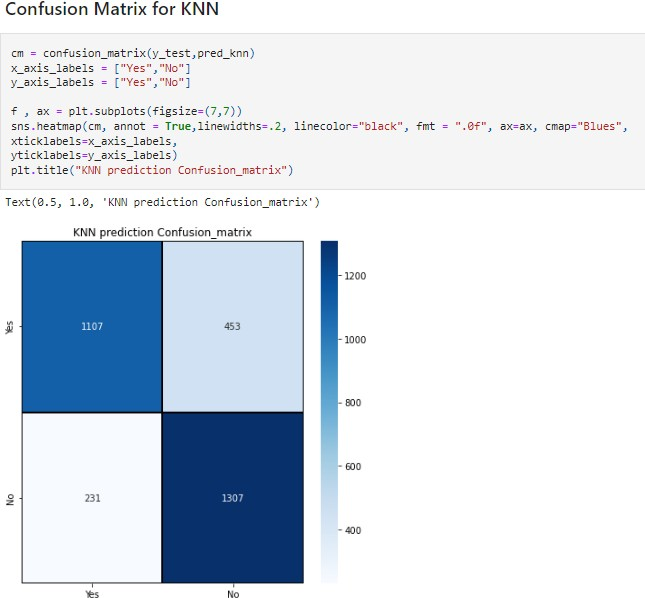 Confusion Matrix for KNN
cm = confusion_matrix(y_test,pred_knn)
x_axis_labels = ["Yes","No"]
y_axis_labels = ["Yes","No"]
f , ax = plt.subplots(figsize=(7,7))
sns.heatmap(cm, annot = True,linewidths=.2, linecolor="black", fmt = ".0f", ax=ax, cmap="Blues",
xticklabels=x_axis_labels,
yticklabels=y_axis_labels)
plt.title("KNN prediction Confusion_matrix")
Text(0.5, 1.0, 'KNN prediction Confusion_matrix')
KNN prediction Confusion_matrix
1200
Yes
1107
453
1000
800
600
No
231
1307
400
Yes
No